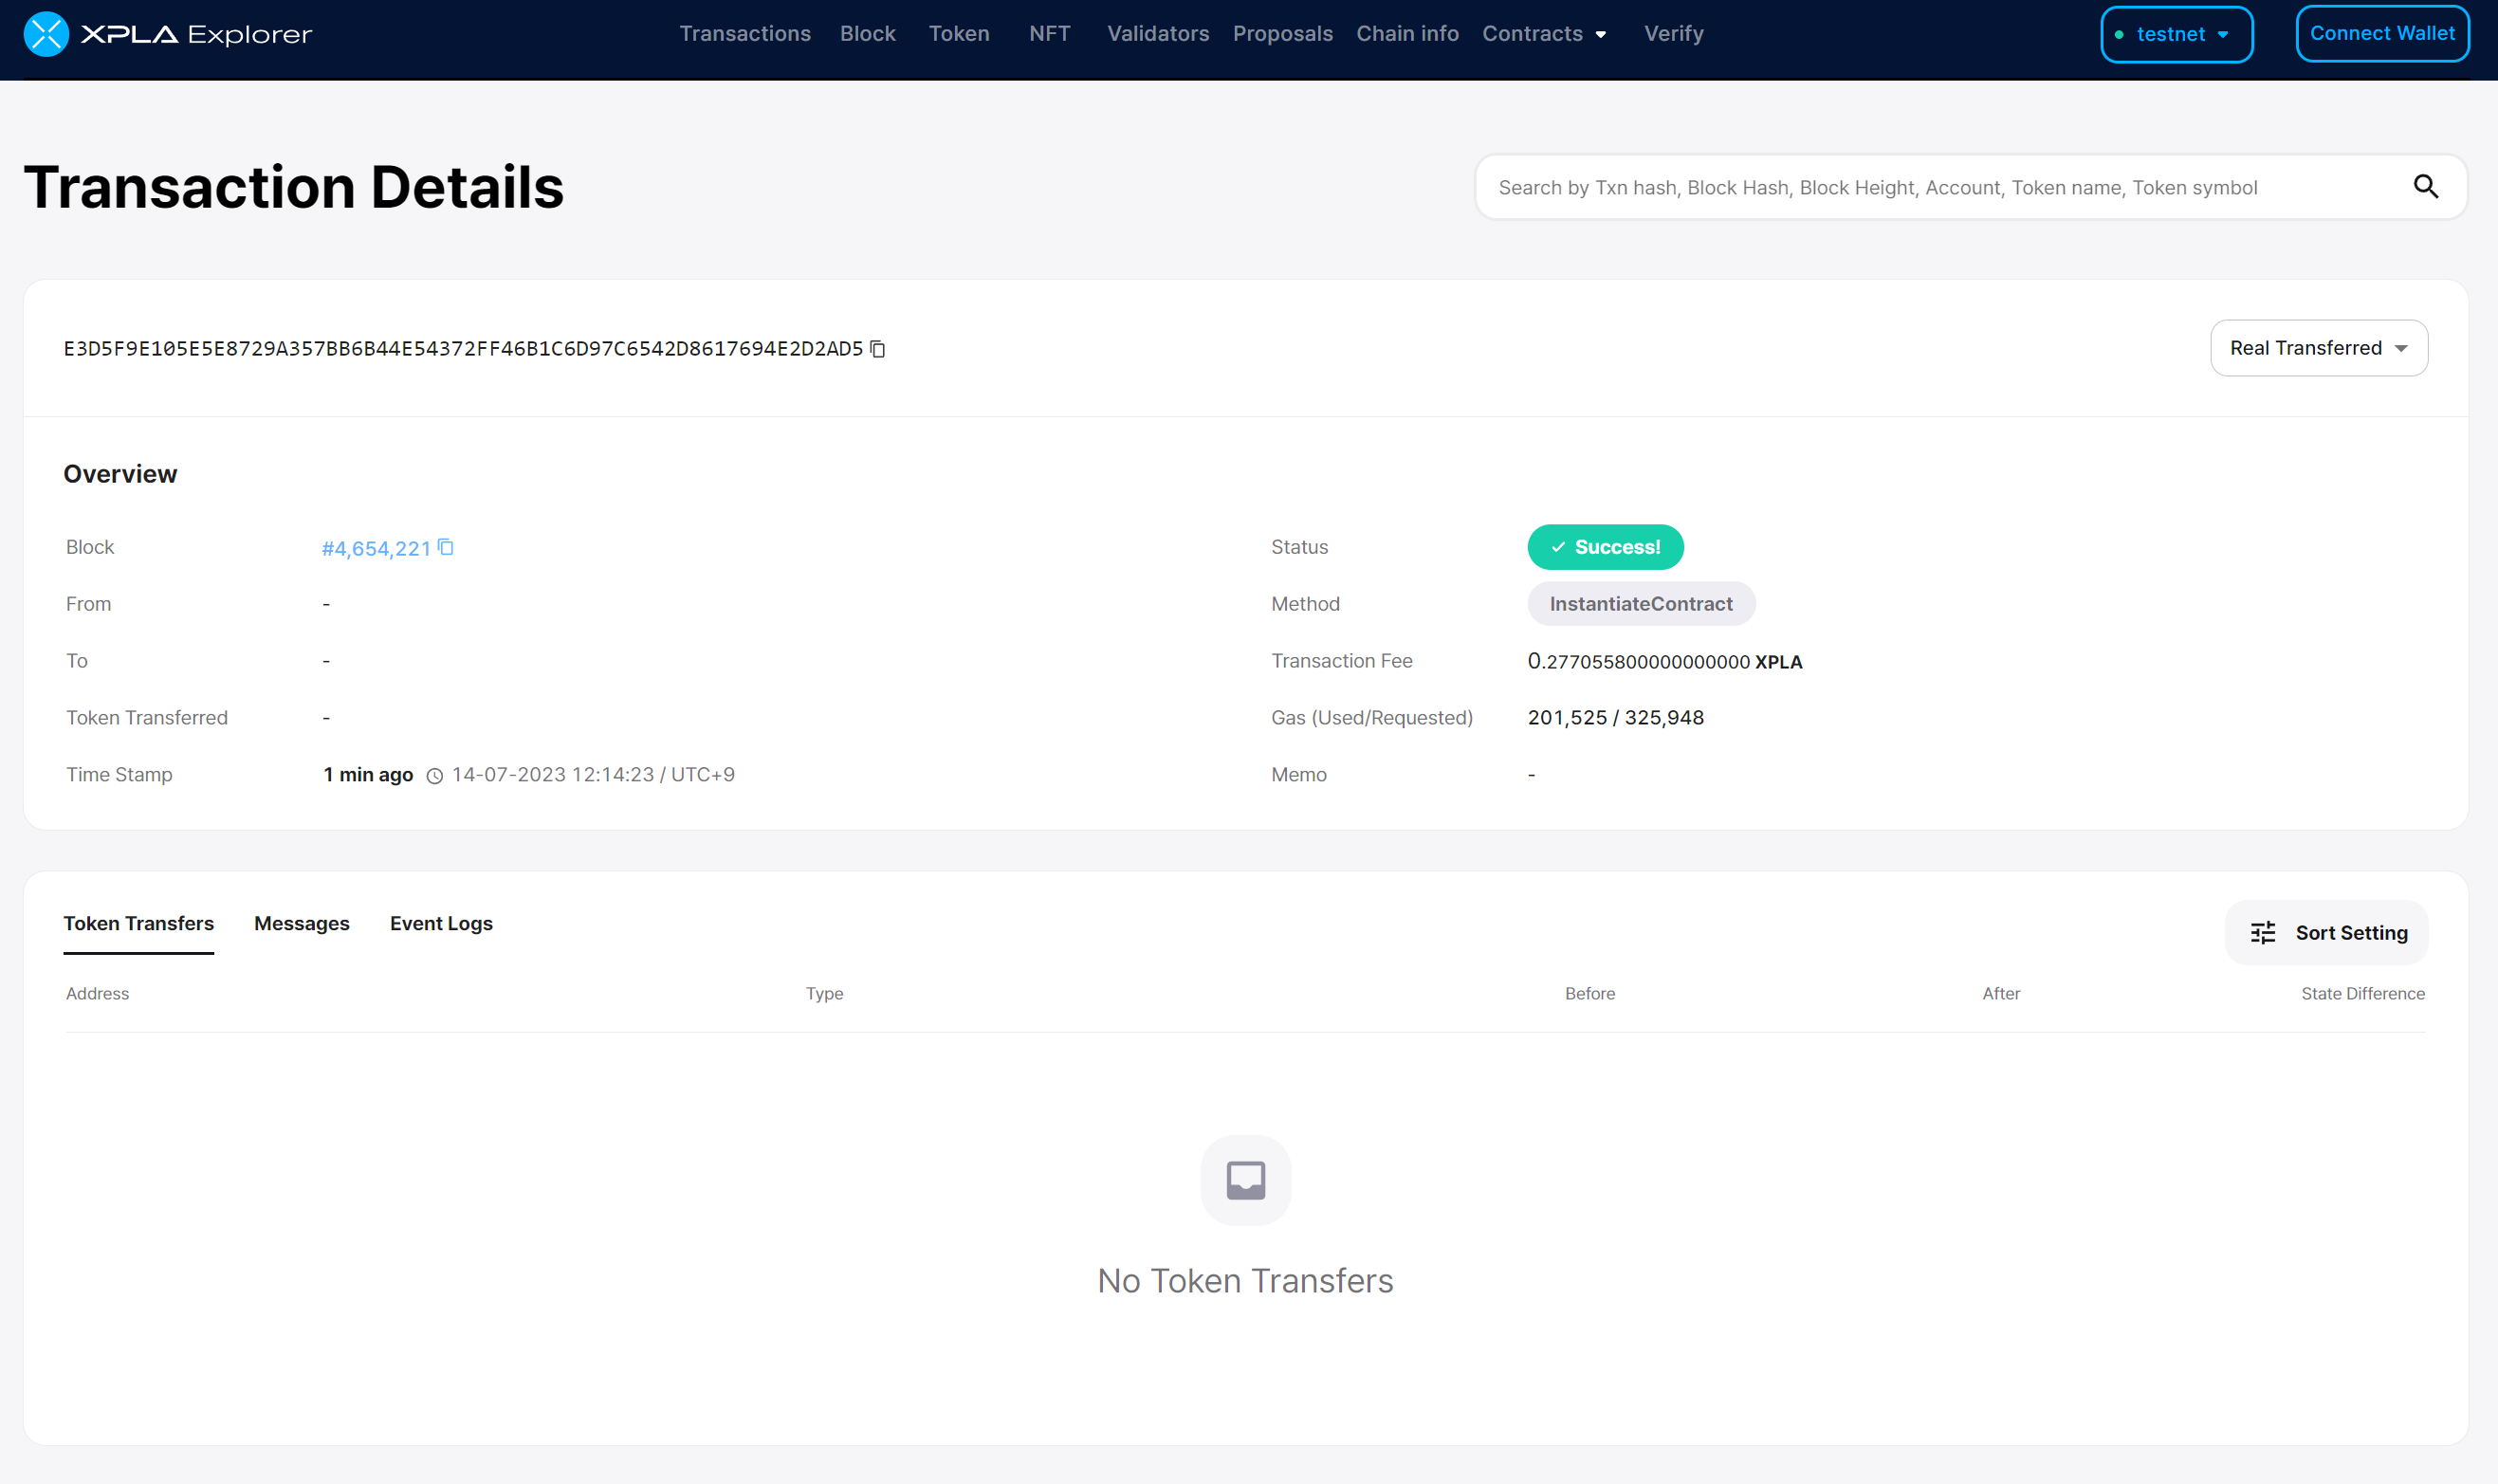 XPLA Explorer
Transactions Block Token NFT Validators Proposals Chain info Contracts Verify
testnet
Connect Wallet
Transaction Details
Search by Txn hash, Block Hash, Block Height, Account, Token name, Token symbol
E3D5F9E105E5E8729A357BB6B44E54372FF46B1C6D97C6542D8617694E2D2AD5
Real Transferred
Overview
Block #4,654,221
From -
To -
Token Transferred -
Time Stamp 1 min ago 14-07-2023 12:14:23 / UTC+9
Status Success!
Method InstantiateContract
Transaction Fee 0.277055800000000000 XPLA
Gas (Used/Requested) 201,525 / 325,948
Memo -
Token Transfers Messages Event Logs
Sort Setting
Address Type Before After State Difference
No Token Transfers